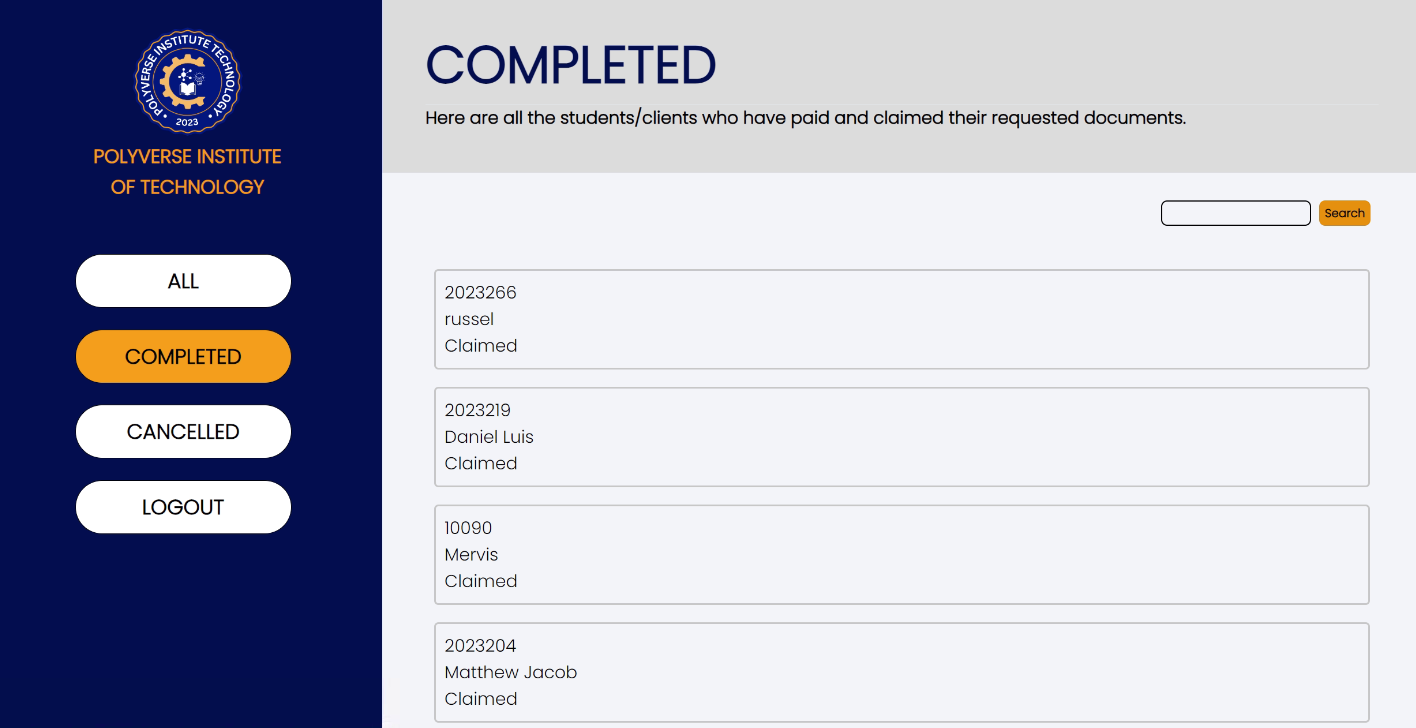 POLYVERSE INSTITUTE TECHNOLOGY
2023
POLYVERSE INSTITUTE
OF TECHNOLOGY
ALL
COMPLETED
CANCELLED
LOGOUT
COMPLETED
Here are all the students/clients who have paid and claimed their requested documents.
Search
2023266
russel
Claimed
2023219
Daniel Luis
Claimed
10090
Mervis
Claimed
2023204
Matthew Jacob
Claimed